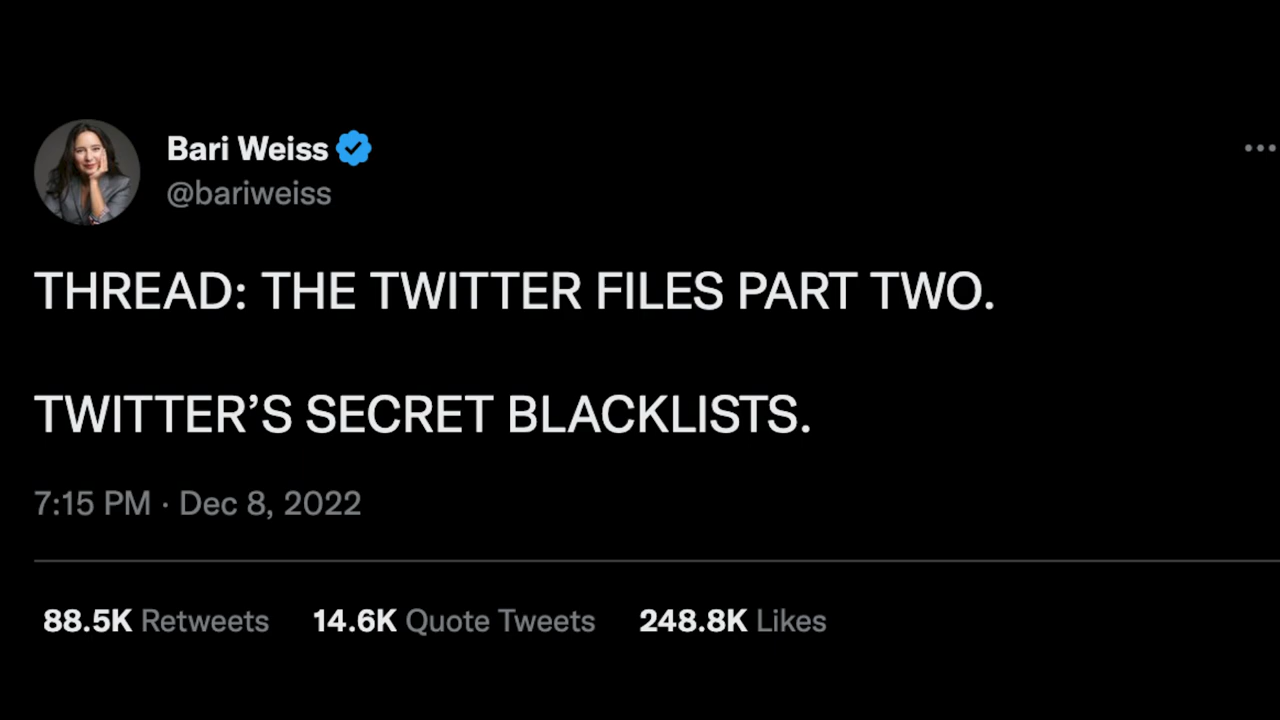 Bari Weiss
@bariweiss
THREAD: THE TWITTER FILES PART TWO.
TWITTER’S SECRET BLACKLISTS.
7:15 PM · Dec 8, 2022
88.5K Retweets 14.6K Quote Tweets 248.8K Likes